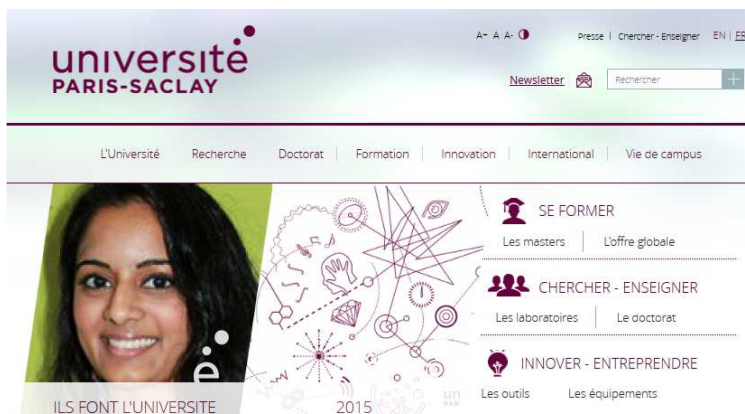 A+ A A- Presse | Chercher - Enseigner EN | FR
université
PARIS-SACLAY
Newsletter Rechercher +
L'Université Recherche Doctorat Formation Innovation International Vie de campus
SE FORMER
Les masters L'offre globale
CHERCHER - ENSEIGNER
Les laboratoires Le doctorat
INNOVER - ENTREPRENDRE
Les outils Les équipements
ILS FONT L'UNIVERSITE 2015